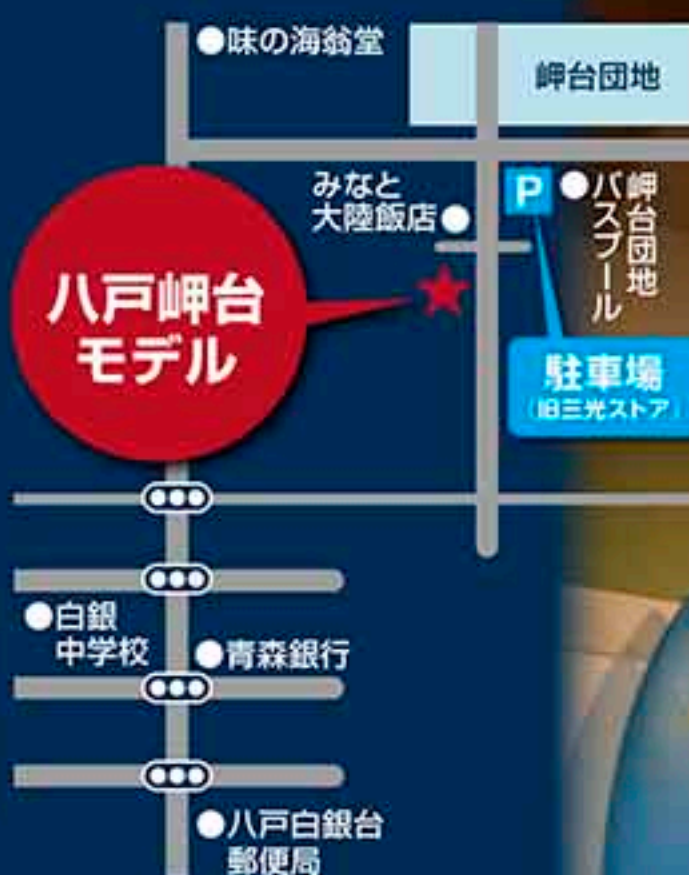 味の海翁堂
岬台団地
みなと
大陸飯店
P
岬台団地
バスプール
八戸岬台
モデル
駐車場
(旧三光ストア)
白銀
中学校
青森銀行
八戸白銀台
郵便局